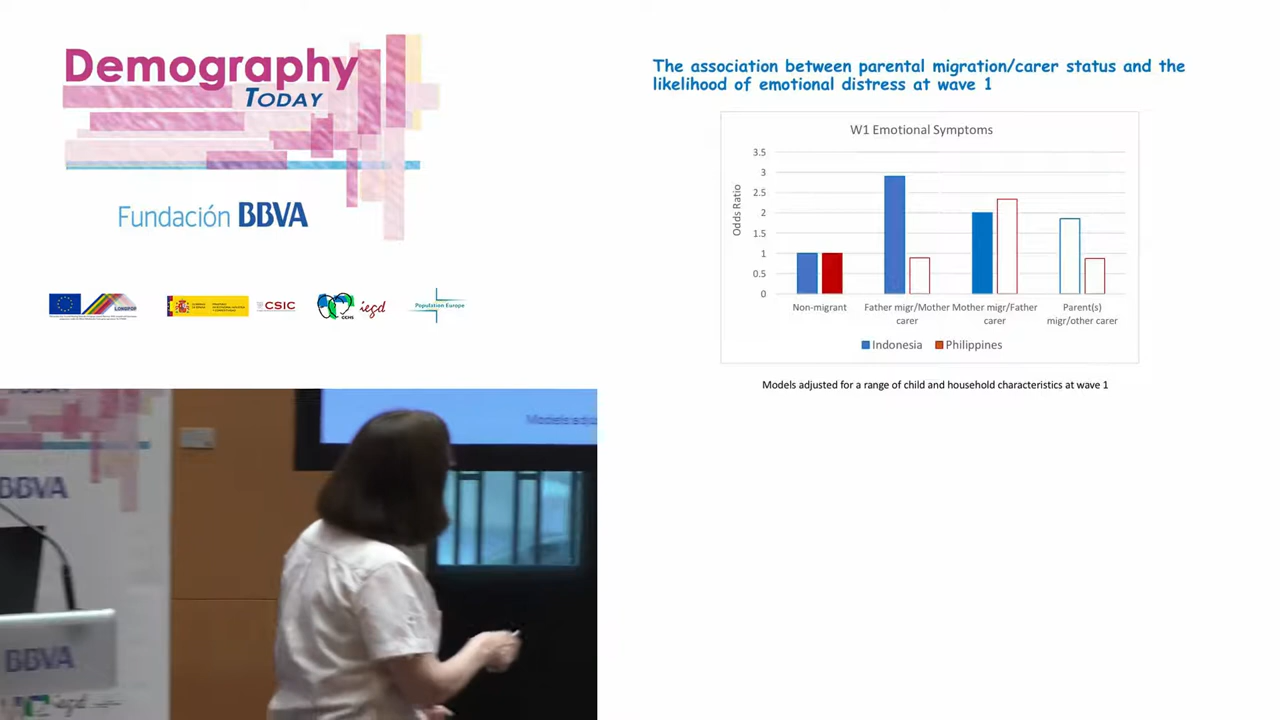 Demography
TODAY
Fundación BBVA
CSIC
iegd
Population Europe
The association between parental migration/carer status and the
likelihood of emotional distress at wave 1
W1 Emotional Symptoms
Odds Ratio
3.5
3
2.5
2
1.5
1
0.5
0
Non-migrant
Father migr/Mother carer
Mother migr/Father carer
Parent(s) migr/other carer
Indonesia
Philippines
Models adjusted for a range of child and household characteristics at wave 1
BBVA
Models adju
BBVA
iegd